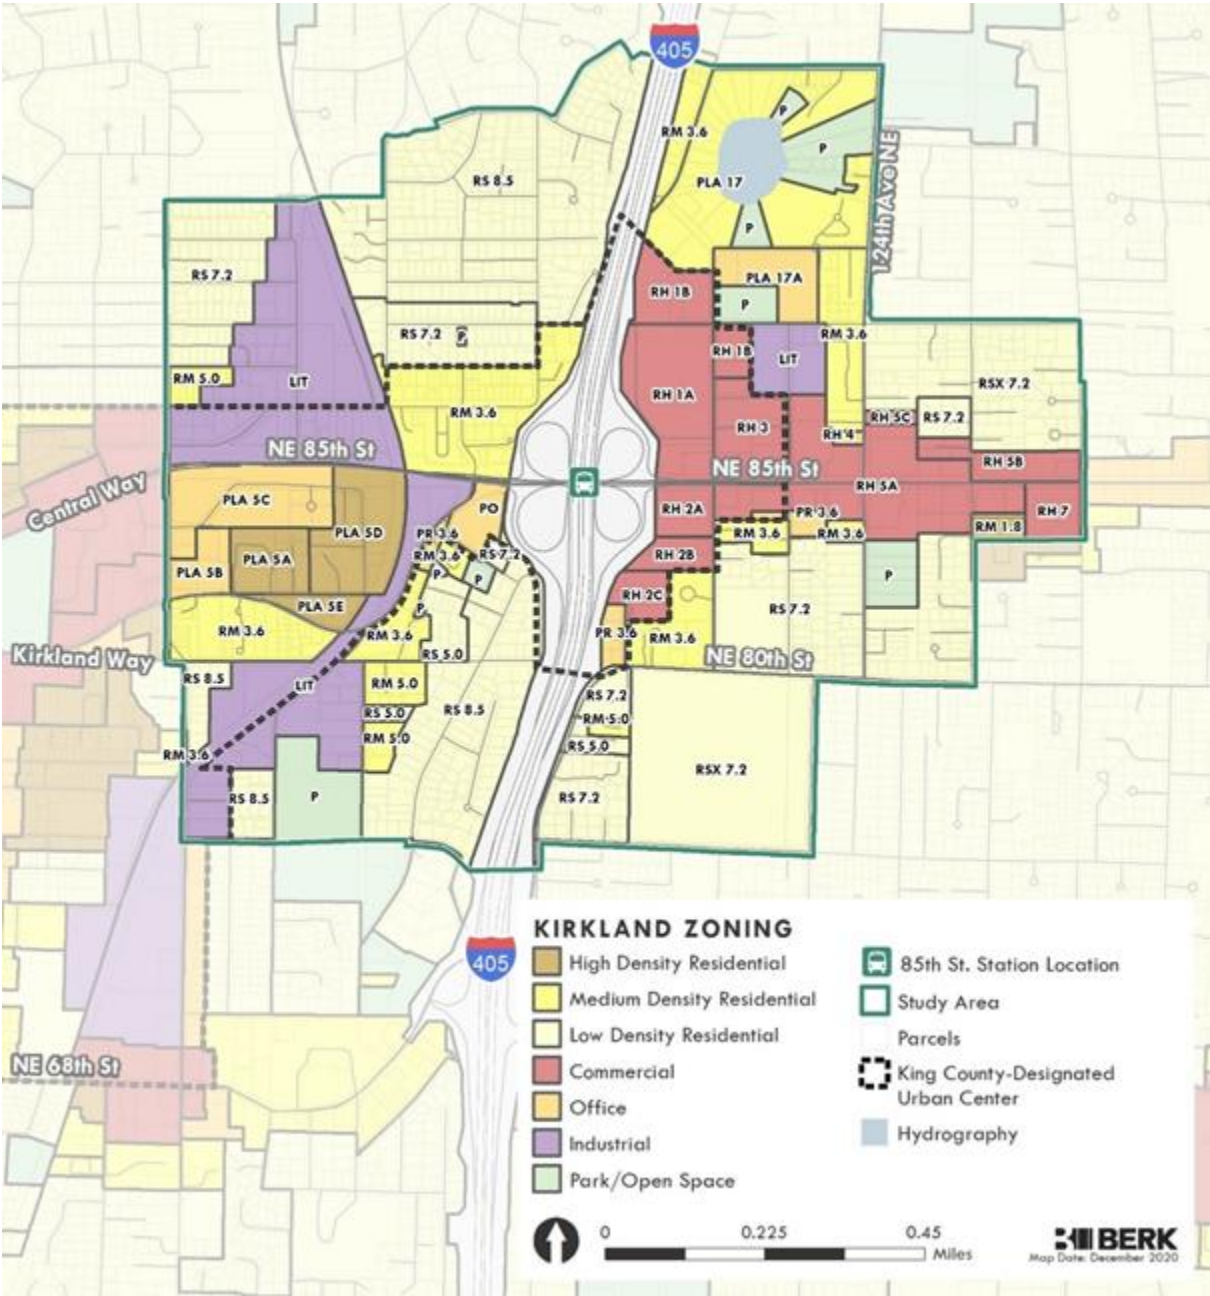 405
RM 3.6
P
P
PLA 17
124th Ave NE
RS 8.5
P
RS 7.2
PLA 17A
RH 1B
P
RS 7.2
P
RM 3.6
RH 1B
LIT
RM 5.0
LIT
RSX 7.2
RH 1A
RM 3.6
RH 5C
RS 7.2
RH 3
RH 4
NE 85th St
RH 5B
NE 85th St
Central Way
PLA 5C
RH 5A
PO
RH 2A
PR 3.6
RH 7
PLA 5D
PR 3.6
RM 3.6
RM 3.6
RM 1.8
RM 3.6
RS 7.2
RH 2B
PLA 5A
PLA 5B
P
P
P
RH 2C
PLA 5E
P
RS 7.2
RM 3.6
RM 3.6
PR 3.6
RM 3.6
RS 5.0
NE 80th St
Kirkland Way
RS 8.5
LIT
RM 5.0
RS 7.2
RS 5.0
RS 8.5
RM 5.0
RM 5.0
RS 5.0
RM 3.6
RSX 7.2
RS 8.5
P
RS 7.2
405
NE 68th St
KIRKLAND ZONING
High Density Residential
Medium Density Residential
Low Density Residential
Commercial
Office
Industrial
Park/Open Space
85th St. Station Location
Study Area
Parcels
King County-Designated
Urban Center
Hydrography
0 0.225 0.45
Miles
BERK
Map Date: December 2020